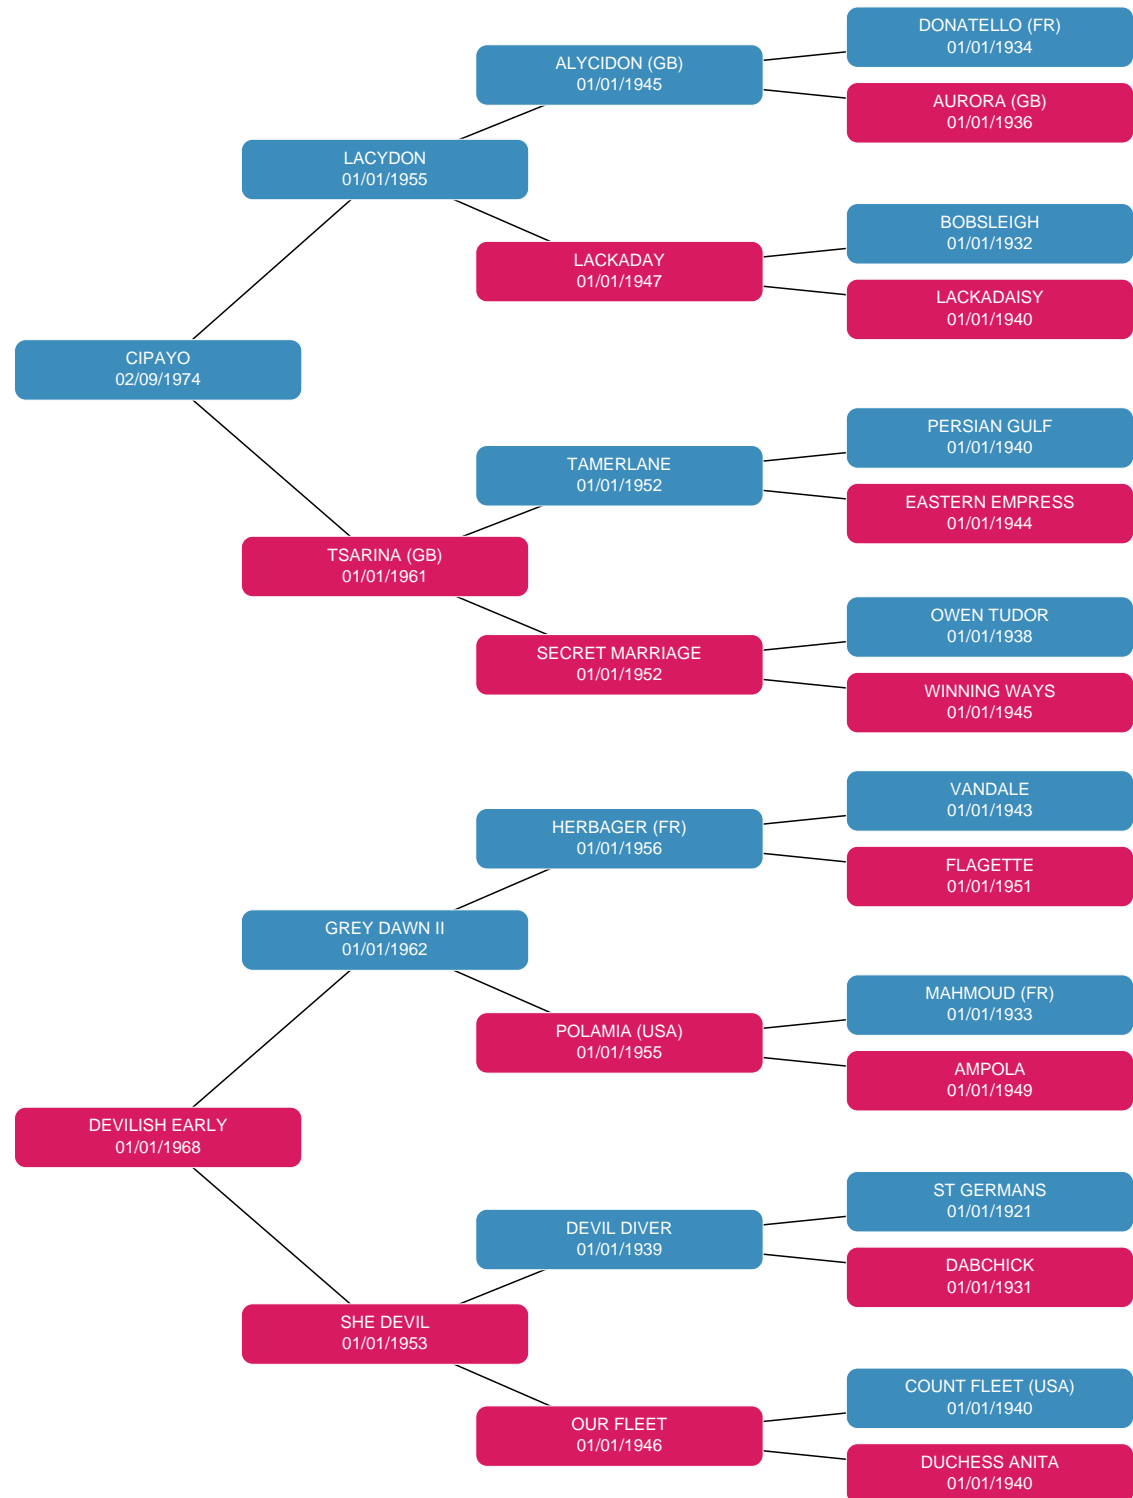 DONATELLO (FR)
01/01/1934
ALYCIDON (GB)
01/01/1945
AURORA (GB)
01/01/1936
LACYDON
01/01/1955
BOBSLEIGH
01/01/1932
LACKADAY
01/01/1947
LACKADAISY
01/01/1940
CIPAYO
02/09/1974
PERSIAN GULF
01/01/1940
TAMERLANE
01/01/1952
EASTERN EMPRESS
01/01/1944
TSARINA (GB)
01/01/1961
OWEN TUDOR
01/01/1938
SECRET MARRIAGE
01/01/1952
WINNING WAYS
01/01/1945
VANDALE
01/01/1943
HERBAGER (FR)
01/01/1956
FLAGETTE
01/01/1951
GREY DAWN II
01/01/1962
MAHMOUD (FR)
01/01/1933
POLAMIA (USA)
01/01/1955
AMPOLA
01/01/1949
DEVILISH EARLY
01/01/1968
ST GERMANS
01/01/1921
DEVIL DIVER
01/01/1939
DABCHICK
01/01/1931
SHE DEVIL
01/01/1953
COUNT FLEET (USA)
01/01/1940
OUR FLEET
01/01/1946
DUCHESS ANITA
01/01/1940